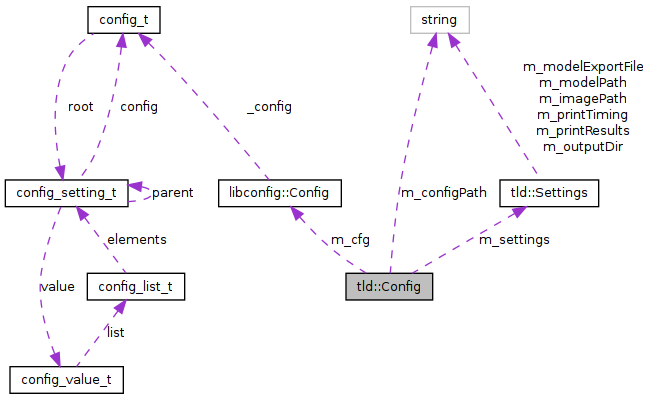 config_t
string
m_modelExportFile
m_modelPath
m_imagePath
m_printTiming
m_printResults
m_outputDir
root
config
_config
config_setting_t
parent
libconfig::Config
m_configPath
tld::Settings
elements
m_cfg
m_settings
value
config_list_t
tld::Config
list
config_value_t